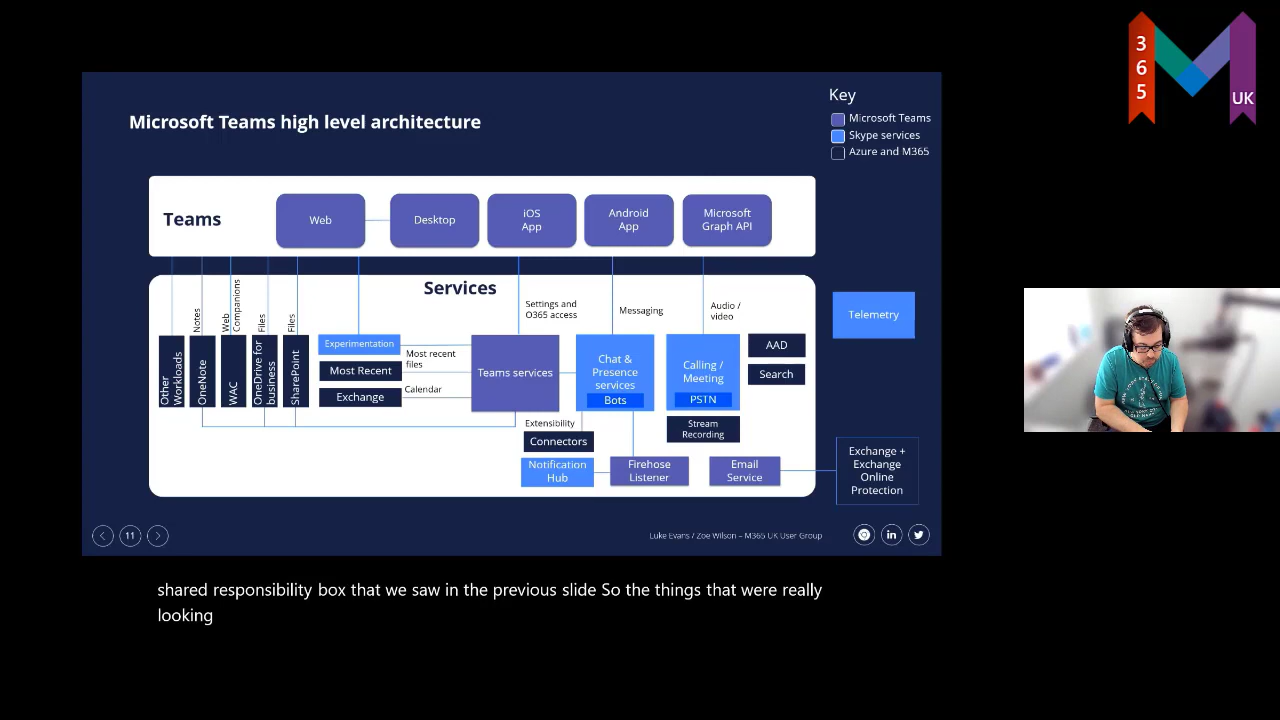 3
6
5
UK
Microsoft Teams high level architecture
Key
Microsoft Teams
Skype services
Azure and M365
Teams
Web
Desktop
iOS
App
Android
App
Microsoft
Graph API
Services
Notes
Web
Companions
Files
Files
Settings and
O365 access
Messaging
Audio /
video
Telemetry
Other
Workloads
OneNote
WAC
OneDrive for
business
SharePoint
Experimentation
Most Recent
Exchange
Most recent
files
Calendar
Teams services
Chat &
Presence
services
Bots
Calling /
Meeting
PSTN
Stream
Recording
AAD
Search
Extensibility
Connectors
Notification
Hub
Firehose
Listener
Email
Service
Exchange +
Exchange
Online
Protection
11
Luke Evans / Zoe Wilson – M365 UK User Group
in
shared responsibility box that we saw in the previous slide So the things that were really
looking